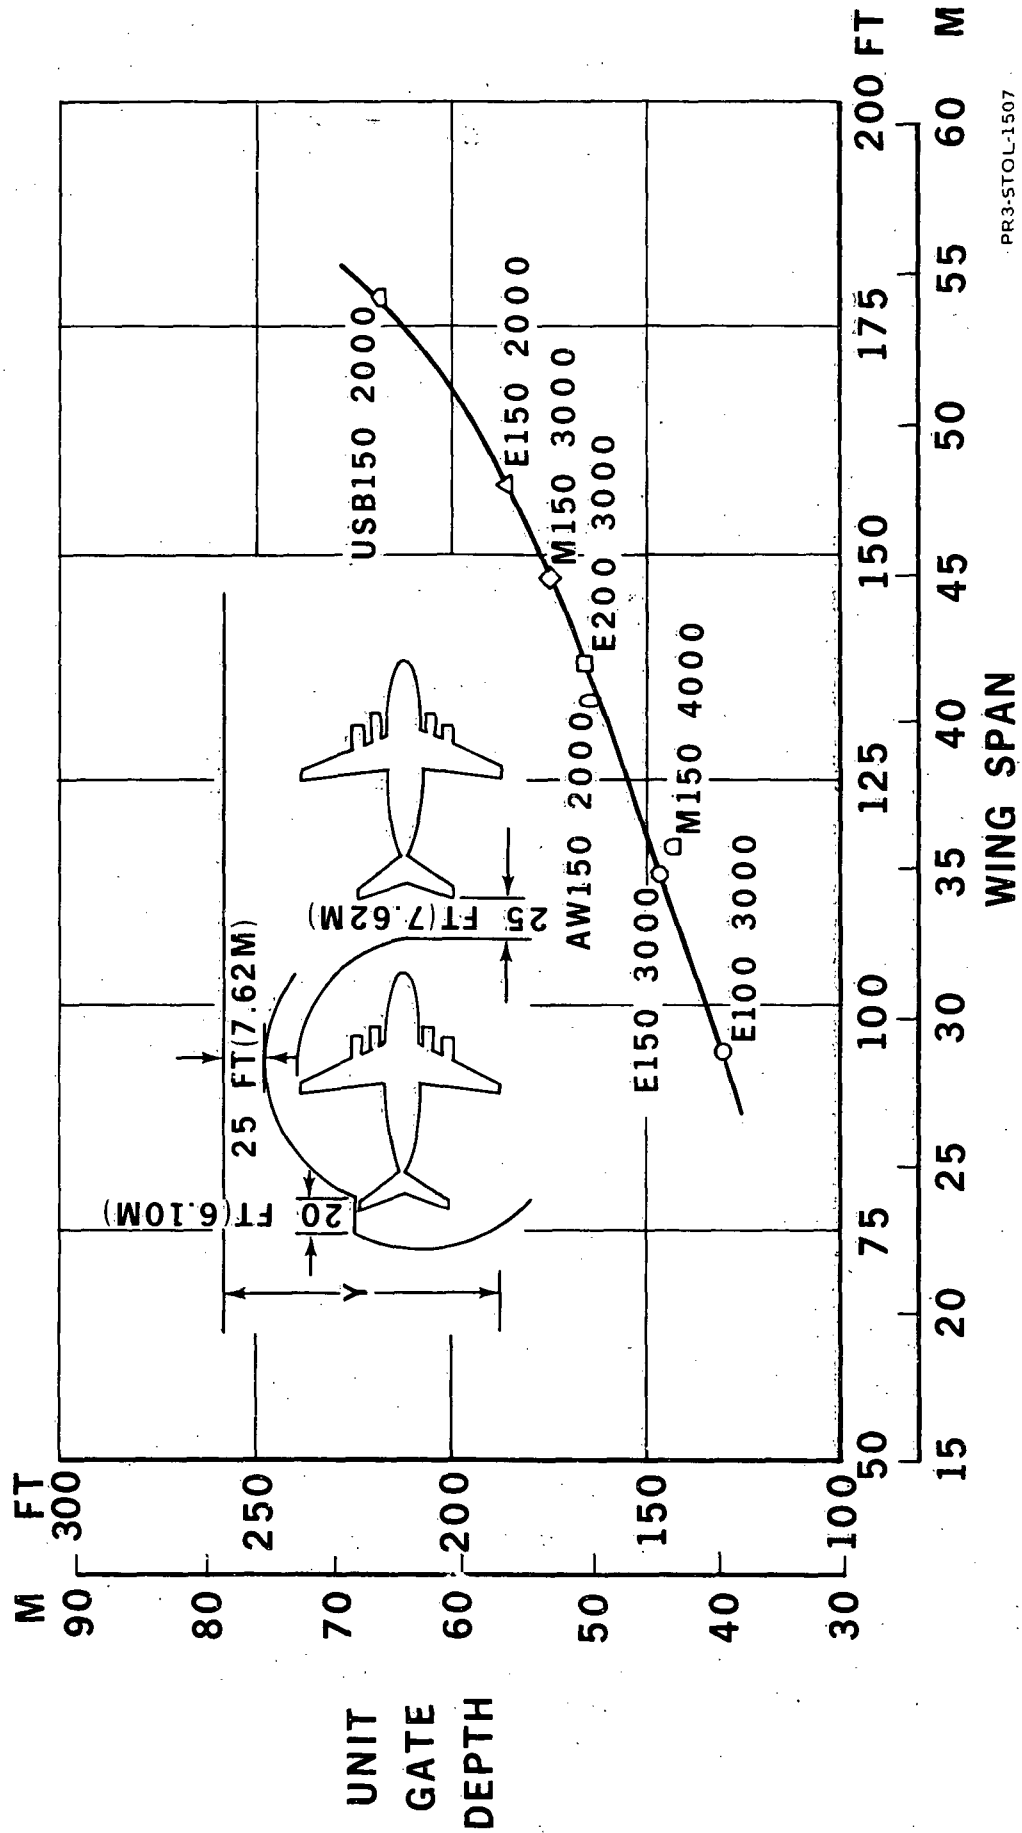 UNIT
GATE
DEPTH
M
FT
90
80
70
60
50
40
30
300
250
200
150
100
25 FT(7.62M)
20
FT(6.10M)
Y
25 FT(7.62M)
USB150 2000
E150 2000
M150 3000
E200 3000
AW150 2000
M150 4000
E150 3000
E100 3000
50
75
100
125
150
175
200 FT
15
20
25
35
40
45
50
55
60
M
WING SPAN
PR3-STOL-1507